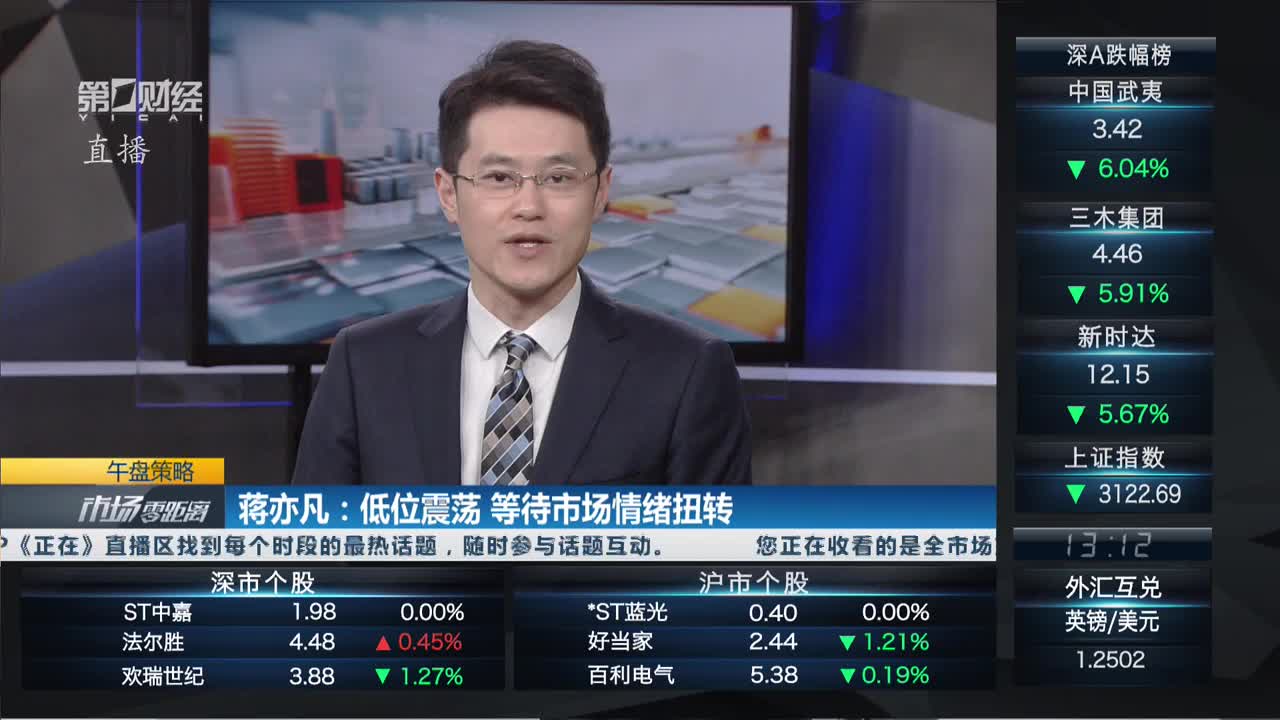 第一财经
YICAI
直播
午盘策略
市场零距离
蒋亦凡：低位震荡 等待市场情绪扭转
《正在》直播区找到每个时段的最热话题，随时参与话题互动。 您正在收看的是全市场
深市个股
ST中嘉 1.98 0.00%
法尔胜 4.48 ▲ 0.45%
欢瑞世纪 3.88 ▼ 1.27%
沪市个股
*ST蓝光 0.40 0.00%
好当家 2.44 ▼ 1.21%
百利电气 5.38 ▼ 0.19%
深A跌幅榜
中国武夷
3.42
▼ 6.04%
三木集团
4.46
▼ 5.91%
新时达
12.15
▼ 5.67%
上证指数
▼ 3122.69
13:12
外汇互兑
英镑/美元
1.2502